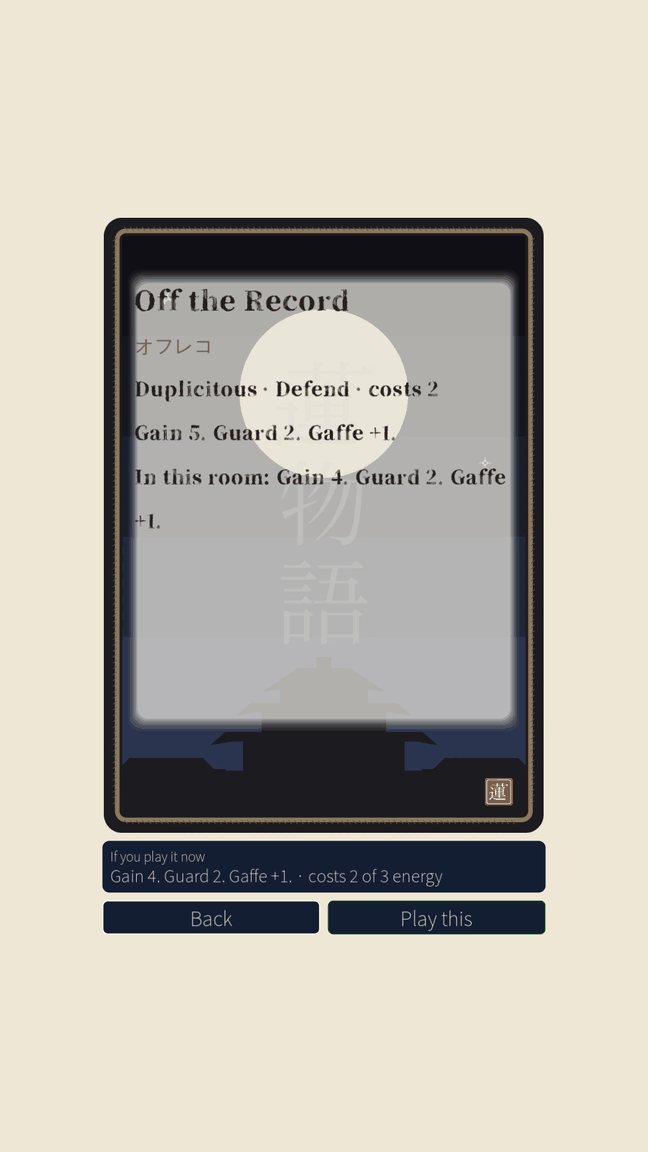 Off the Record
オフレコ
Duplicitous · Defend · costs 2
Gain 5. Guard 2. Gaffe +1.
In this room: Gain 4. Guard 2. Gaffe
+1.
蓮
物
語
蓮
If you play it now
Gain 4. Guard 2. Gaffe +1. · costs 2 of 3 energy
Back
Play this